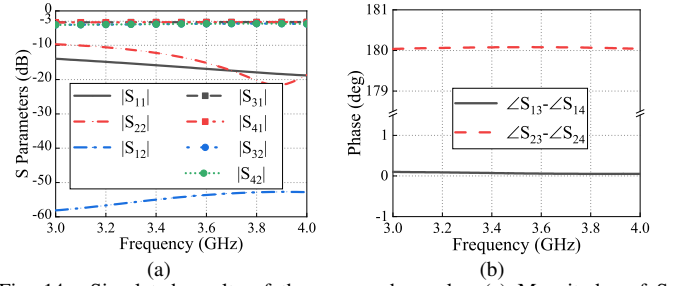 0
-3
-10
-20
-30
-40
-50
-60
S Parameters (dB)
|S11|
|S22|
|S12|
|S31|
|S41|
|S32|
|S42|
3.0 3.2 3.4 3.6 3.8 4.0
Frequency (GHz)
(a)
181
180
179
1
0
-1
Phase (deg)
∠S13-∠S14
∠S23-∠S24
3.0 3.2 3.4 3.6 3.8 4.0
Frequency (GHz)
(b)